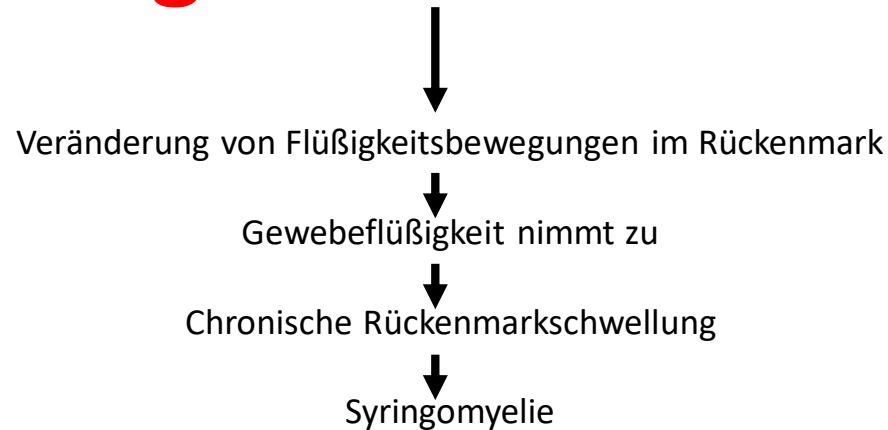 Veränderung von Flüßigkeitsbewegungen im Rückenmark
Gewebeflüßigkeit nimmt zu
Chronische Rückenmarkschwellung
Syringomyelie